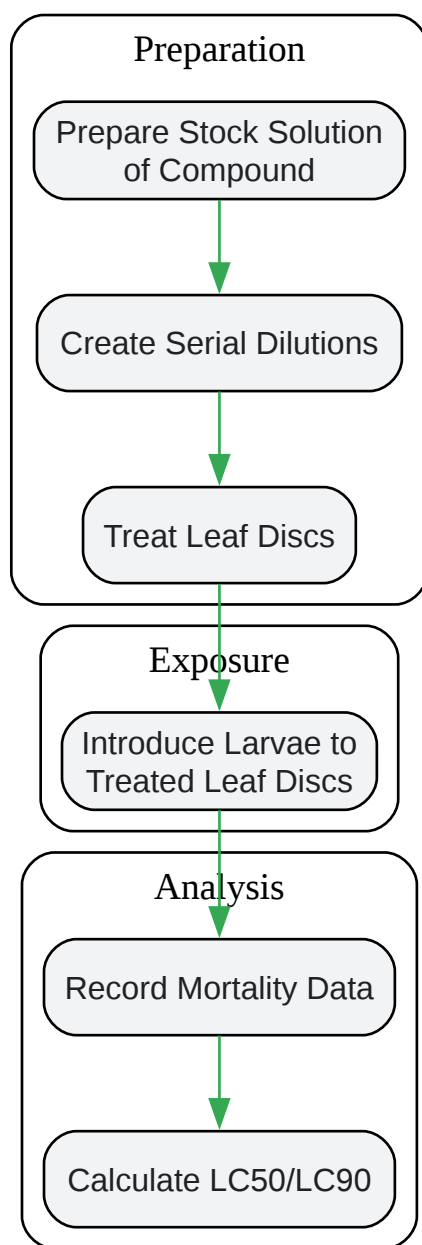 Preparation
Prepare Stock Solution
of Compound
Create Serial Dilutions
Treat Leaf Discs
Exposure
Introduce Larvae to
Treated Leaf Discs
Analysis
Record Mortality Data
Calculate LC50/LC90